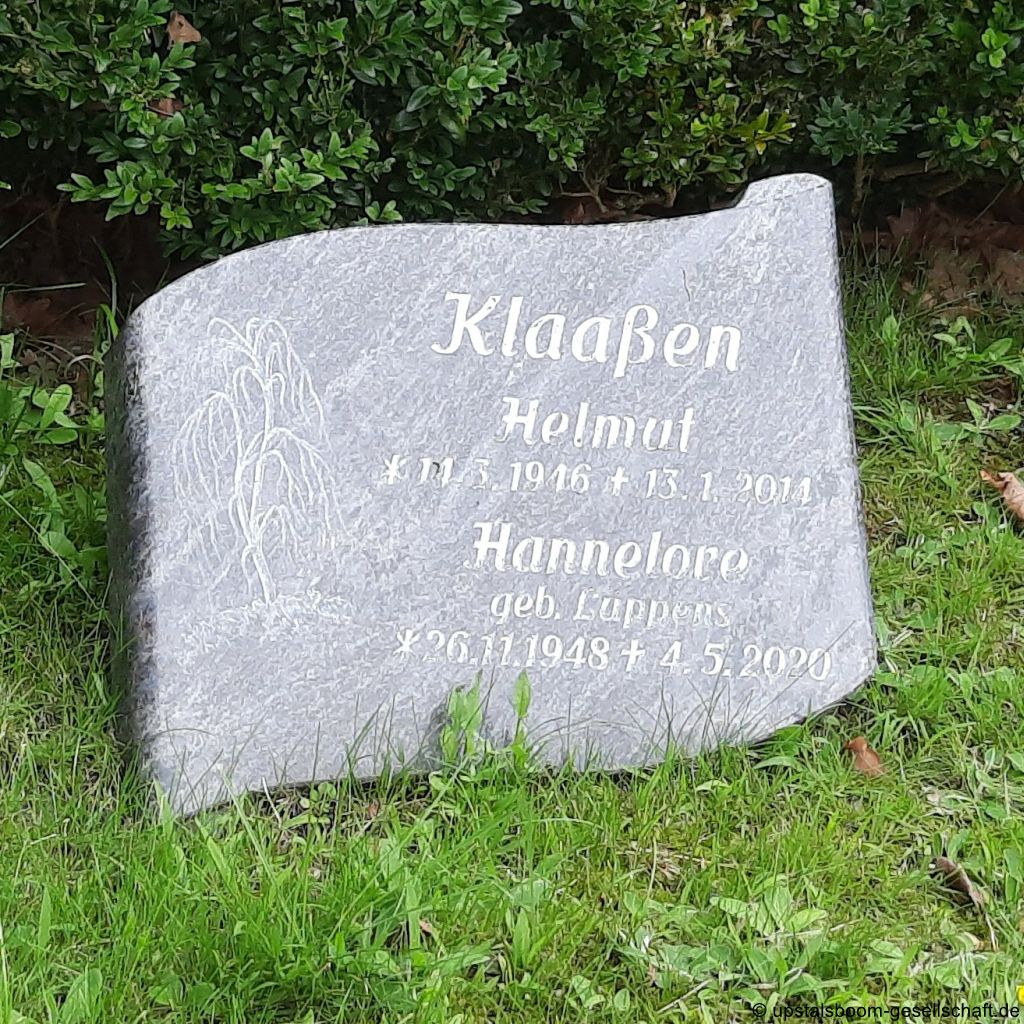 Klaaßen
Helmut
* 14.3.1946 † 13.1.2014
Hannelore
geb. Luppens
* 26.11.1948 † 4.5.2020
© upstalsboom-gesellschaft.de